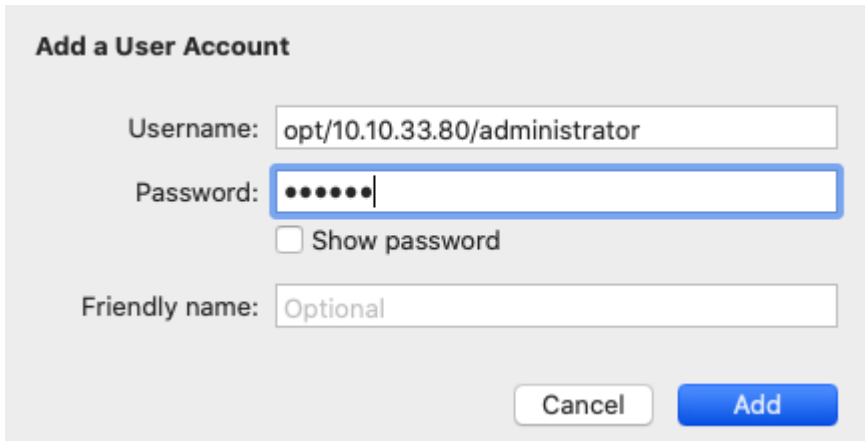 Add a User Account
Username: opt/10.10.33.80/administrator
Password: ••••••
Show password
Friendly name: Optional
Cancel Add